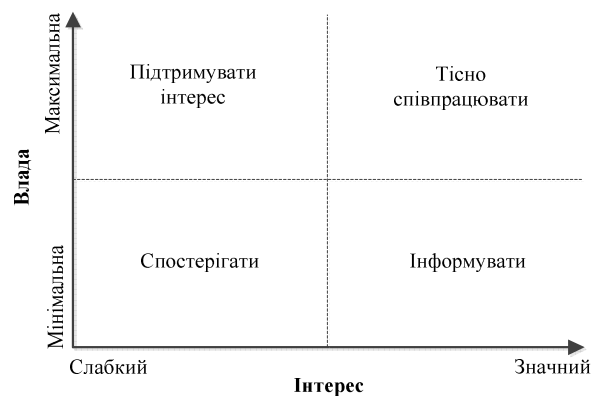 Максимальна
Підтримувати
інтерес
Тісно
співпрацювати
Влада
Мінімальна
Спостерігати
Інформувати
Слабкий
Значний
Інтерес